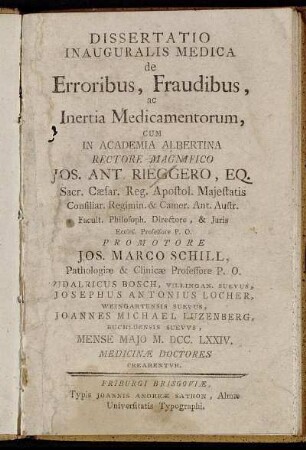 DISSERTATIO
INAUGURALIS MEDICA
de
Erroribus, Fraudibus,
ac
Inertia Medicamentorum,
CUM
IN ACADEMIA ALBERTINA
RECTORE MAGNIFICO
JOS. ANT. RIEGGERO, EQ.
Sacr. Cæsar. Reg. Apostol. Majestatis
Consiliar. Regimin. & Camer. Ant. Austr.
Facult. Philosoph. Directore, & Juris
Eccles. Professore P. O.
PROMOTORE
JOS. MARCO SCHILL,
Pathologiæ & Clinicæ Professore P. O.
UDALRICUS BOSCH, VILLINGAN. SUEVUS,
JOSEPHUS ANTONIUS LOCHER,
WEINGARTENSIS SUEVUS,
JOANNES MICHAEL LUZENBERG,
SUEVUS,
MENSE MAJO M. DCC. LXXIV.
MEDICINÆ DOCTORES
CREARENTUR.
FRIBURGI BRISGOVIÆ,
Typis JOANNIS ANDREÆ SATRON, Almæ
Universitatis Typographi.